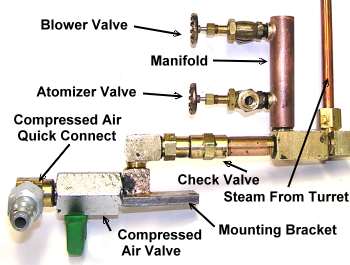 Blower Valve
Manifold
Atomizer Valve
Compressed Air
Quick Connect
Check Valve
Steam From Turret
Mounting Bracket
Compressed
Air Valve